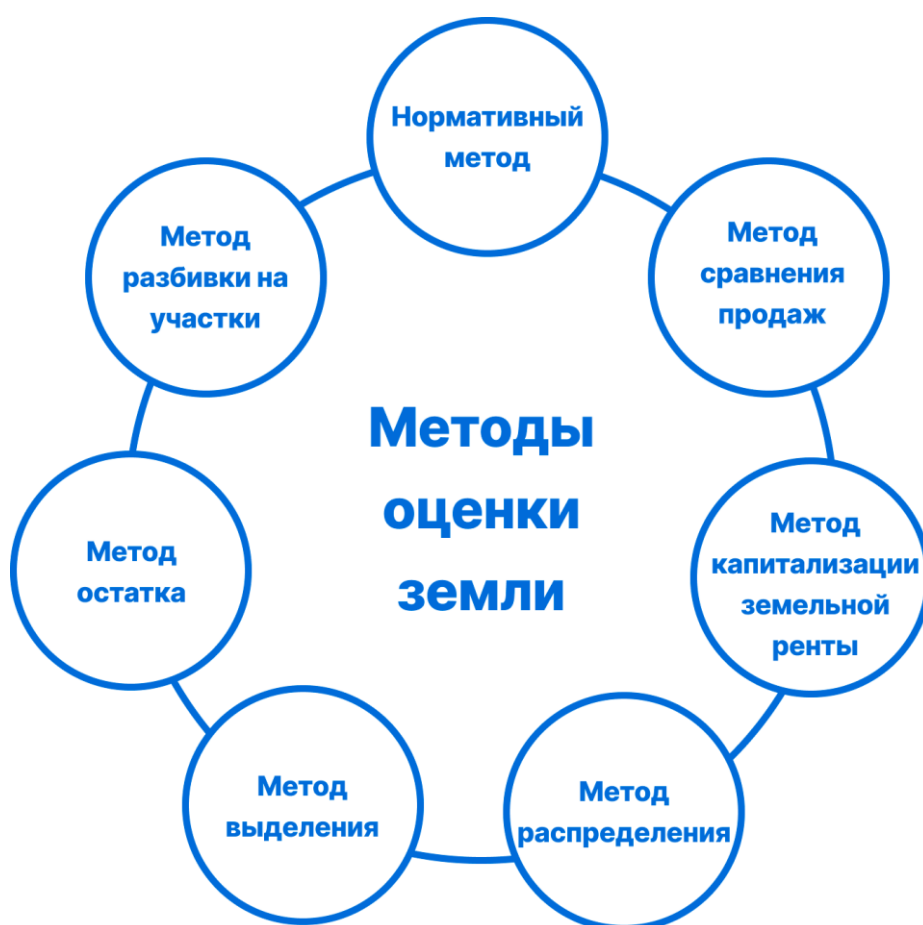 Нормативный
метод
Метод
сравнения
продаж
Метод
капитализации
земельной
ренты
Метод
распределения
Метод
выделения
Метод
остатка
Метод
разбивки на
участки
Методы
оценки
земли